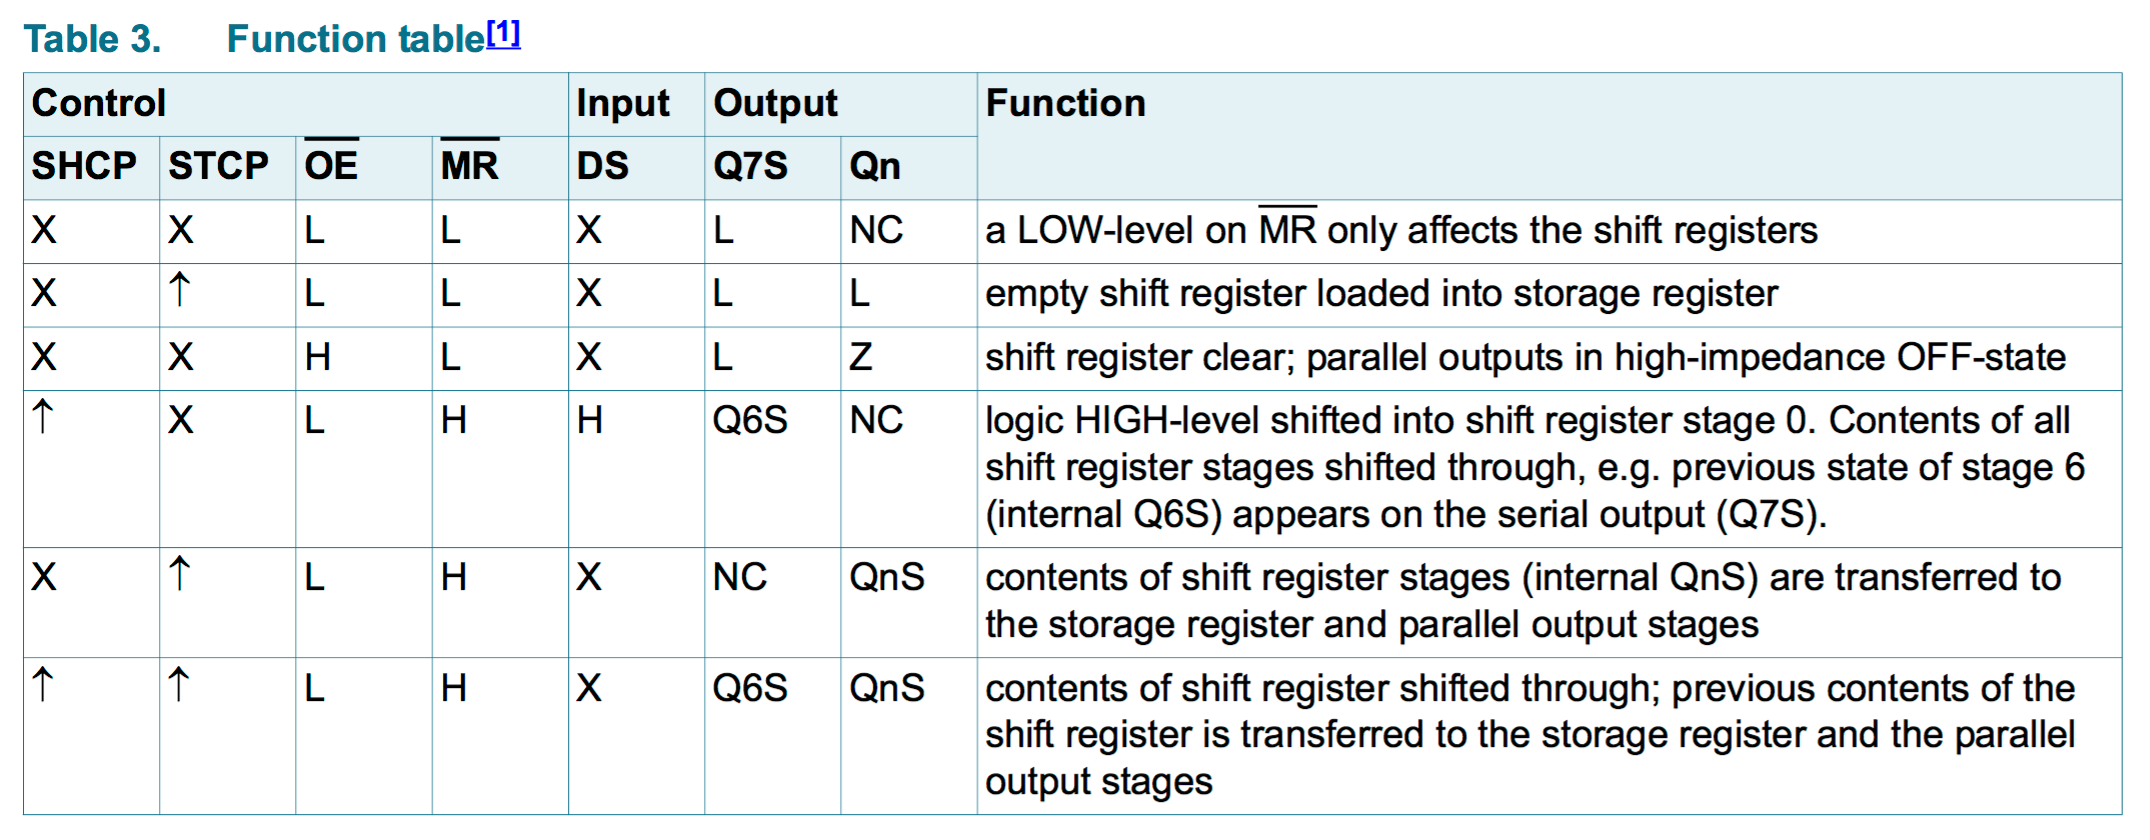 Table 3. Function table[1]
Control Input Output Function
SHCP STCP O̅E̅ M̅R̅ DS Q7S Qn
X X L L X L NC a LOW-level on M̅R̅ only affects the shift registers
X ↑ L L X L L empty shift register loaded into storage register
X X H L X L Z shift register clear; parallel outputs in high-impedance OFF-state
↑ X L H H Q6S NC logic HIGH-level shifted into shift register stage 0. Contents of all
shift register stages shifted through, e.g. previous state of stage 6
(internal Q6S) appears on the serial output (Q7S).
X ↑ L H X NC QnS contents of shift register stages (internal QnS) are transferred to
the storage register and parallel output stages
↑ ↑ L H X Q6S QnS contents of shift register shifted through; previous contents of the
shift register is transferred to the storage register and the parallel
output stages